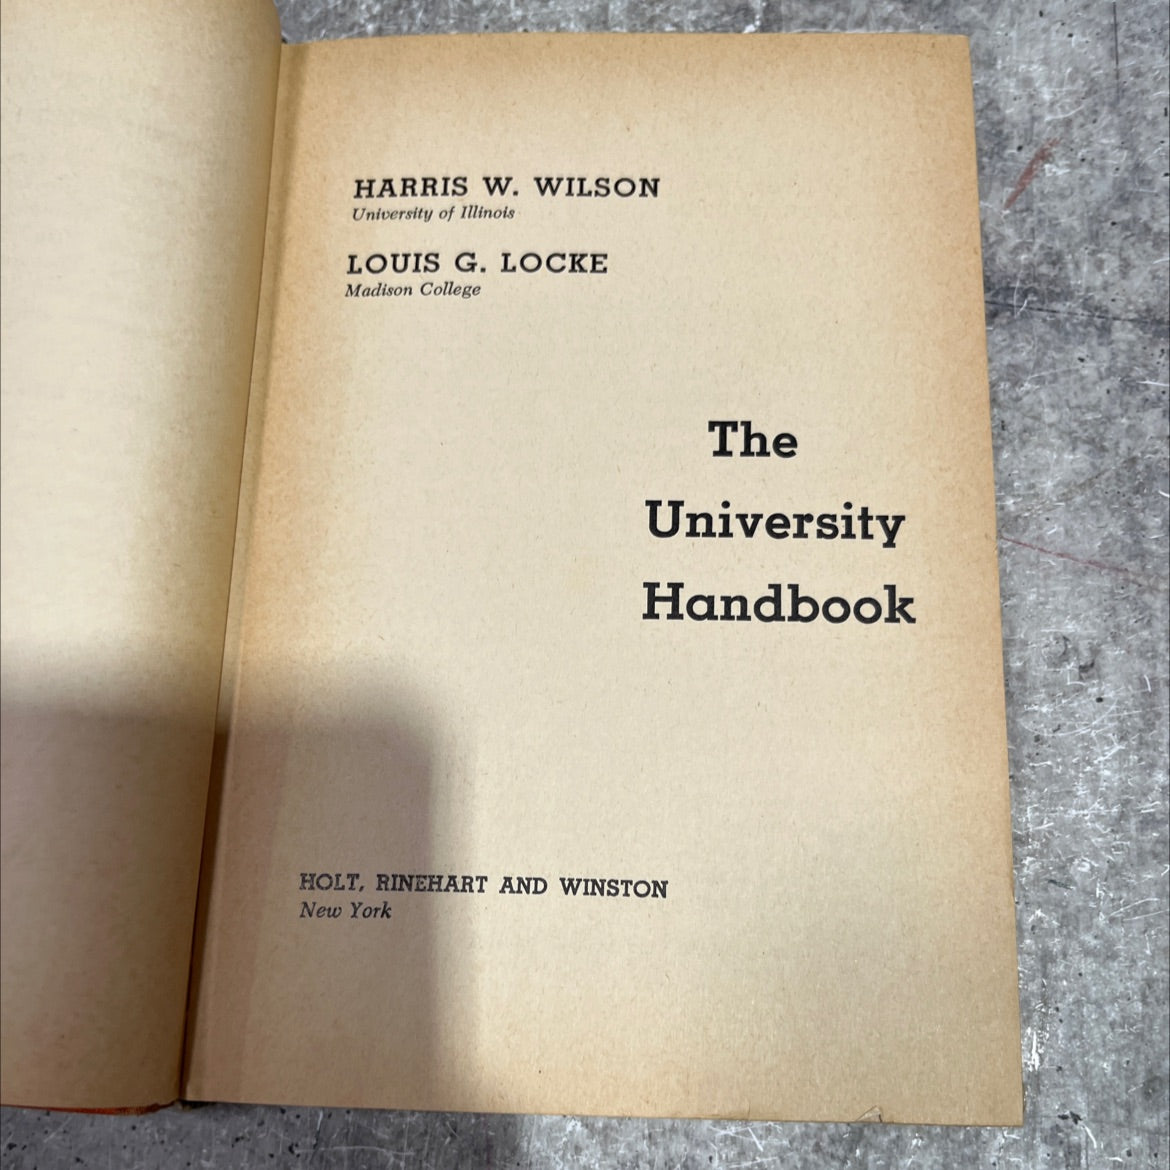 HARRIS W. WILSON
University of Illinois
LOUIS G. LOCKE
Madison College
The
University
Handbook
HOLT, RINEHART AND WINSTON
New York